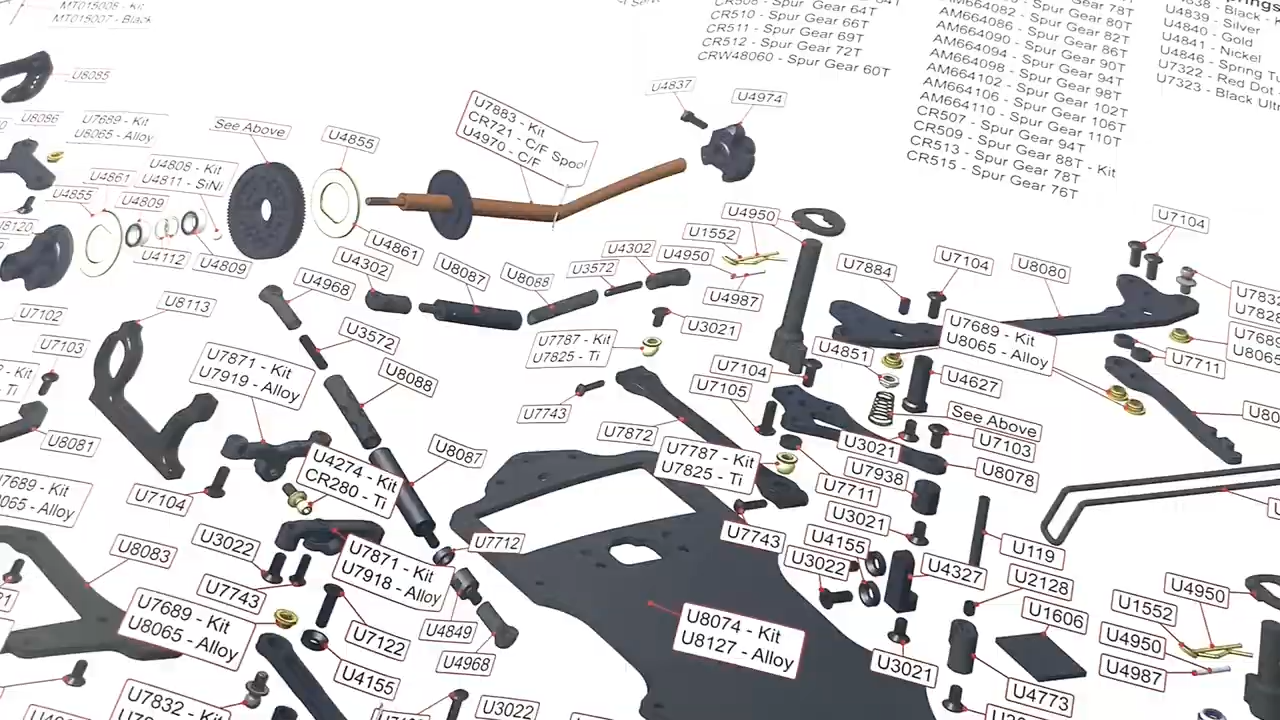 MT015008 - Kit
MT015007 - Black
CR510 - Spur Gear 66T
CR511 - Spur Gear 69T
CR512 - Spur Gear 72T
CRW48060 - Spur Gear 60T
AM664082 - Spur Gear 80T
AM664086 - Spur Gear 82T
AM664090 - Spur Gear 86T
AM664094 - Spur Gear 90T
AM664098 - Spur Gear 94T
AM664102 - Spur Gear 98T
AM664106 - Spur Gear 102T
AM664110 - Spur Gear 106T
CR507 - Spur Gear 110T
CR509 - Spur Gear 94T
CR513 - Spur Gear 88T - Kit
CR515 - Spur Gear 78T
Spur Gear 76T
U4839 - Silver
U4840 - Gold
U4841 - Nickel
U4846 - Spring Tu
U7322 - Red Dot
U7323 - Black Ultr
U8085
U8086
U7689 - Kit
U8065 - Alloy
See Above
U4855
U7883 - Kit
CR721 - C/F Spool
U4970 - C/F
U4837
U4974
U4808 - Kit
U4811 - SiNi
U4861
U4855
U4809
U4112
U4809
U8120
U4861
U4302
U8087
U8088
U3572
U4302
U4950
U1552
U4950
U4987
U7884
U7104
U8080
U7104
U7832
U7828
U7689
U8065
U7711
U7102
U7103
U8113
U4968
U3572
U8088
U7871 - Kit
U7919 - Alloy
U7787 - Kit
U7825 - Ti
U3021
U7743
U7872
U7104
U7105
U4851
U7689 - Kit
U8065 - Alloy
U4627
See Above
U7103
U3021
U8078
U7938
U7711
U7787 - Kit
U7825 - Ti
U8081
U7104
U4274 - Kit
CR280 - Ti
U8087
U7712
U7743
U3021
U4155
U3022
U4327
U119
U2128
U1606
U8083
U3022
U7743
U7871 - Kit
U7918 - Alloy
U7689 - Kit
U8065 - Alloy
U7122
U4155
U4849
U4968
U8074 - Kit
U8127 - Alloy
U3021
U4773
U1552
U4950
U4950
U4987
U7832 - Kit
U3022